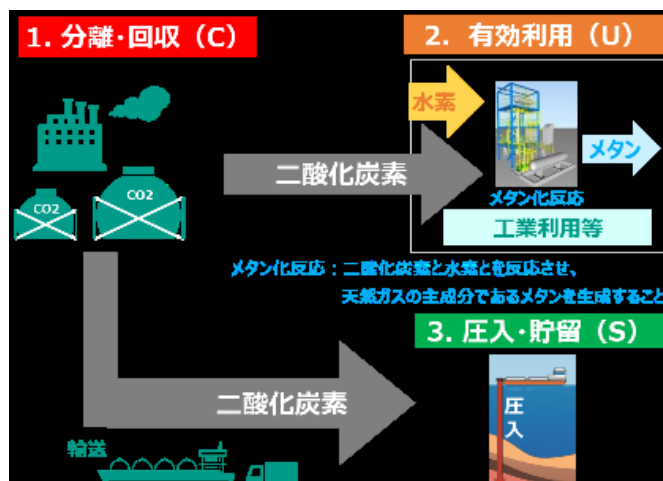 1. 分離・回収（C）
2. 有効利用（U）
水素
二酸化炭素
メタン
メタン化反応
工業利用等
CO2
CO2
メタン化反応：二酸化炭素と水素とを反応させ、
天然ガスの主成分であるメタンを生成すること
3. 圧入・貯留（S）
二酸化炭素
圧入
輸送